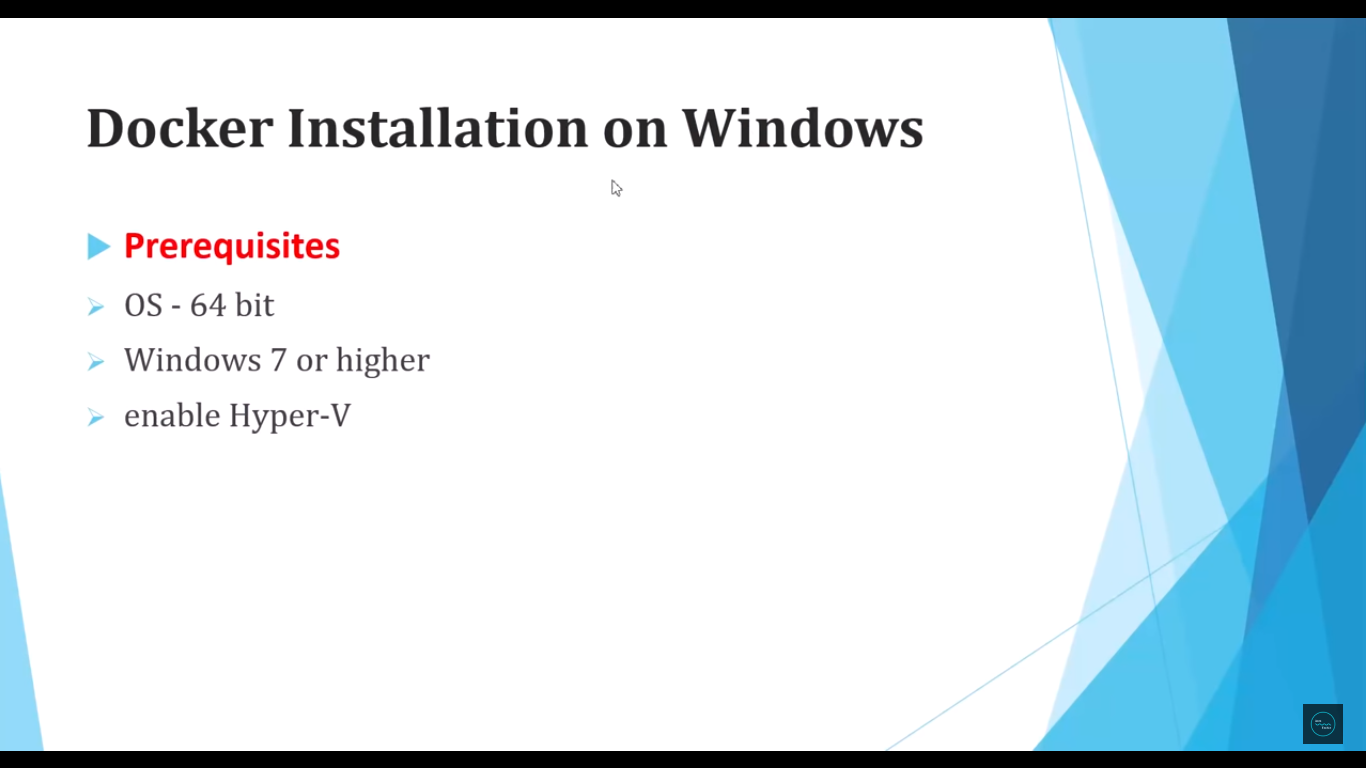 Docker Installation on Windows
Prerequisites
OS - 64 bit
Windows 7 or higher
enable Hyper-V